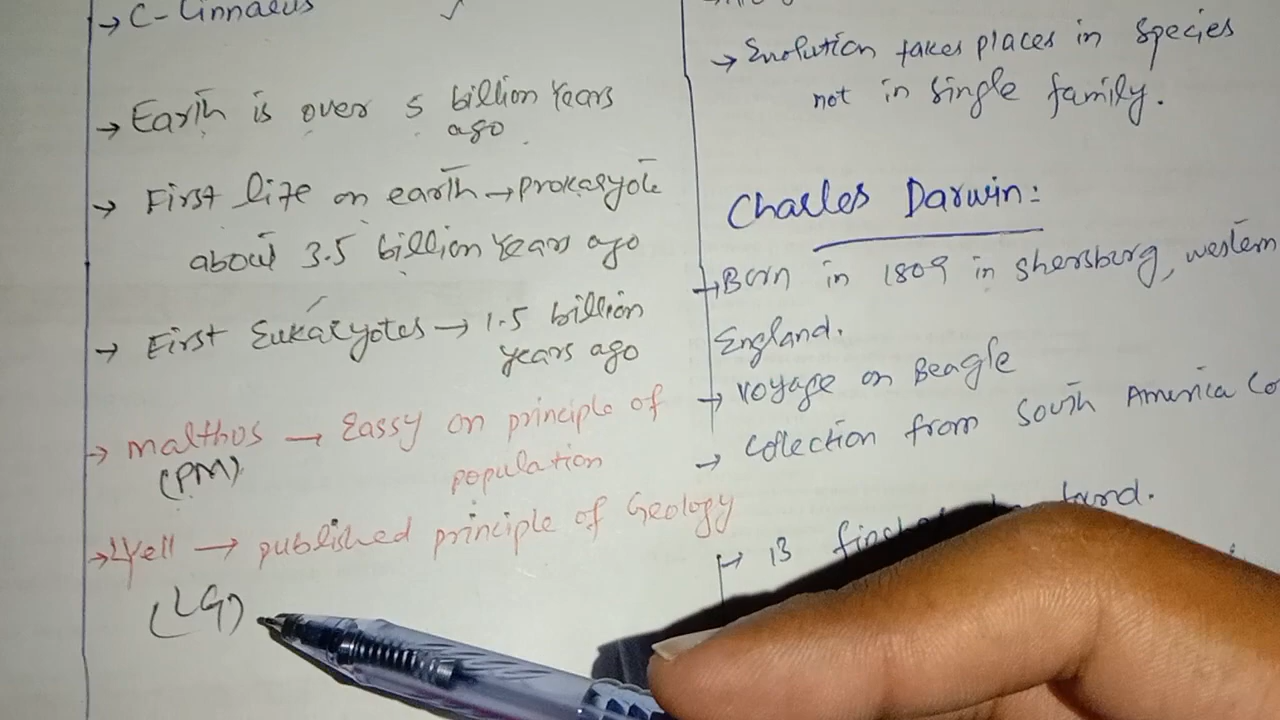 → C- Linnaeus ✓
→ Earth is over 5 billion Years
ago.
→ First life on earth → prokaryote
about 3.5 billion Years ago
→ First Eukaryotes → 1.5 billion
years ago
→ malthos → Eassy on principle of
(PM) population
→ Lyell → published principle of Geology
(LG)
→ Evolution takes places in species
not in single family.
Charles Darwin:
→ Born in 1809 in shersburg, western
England.
→ voyage on Beagle
→ Collection from South America
→ 13